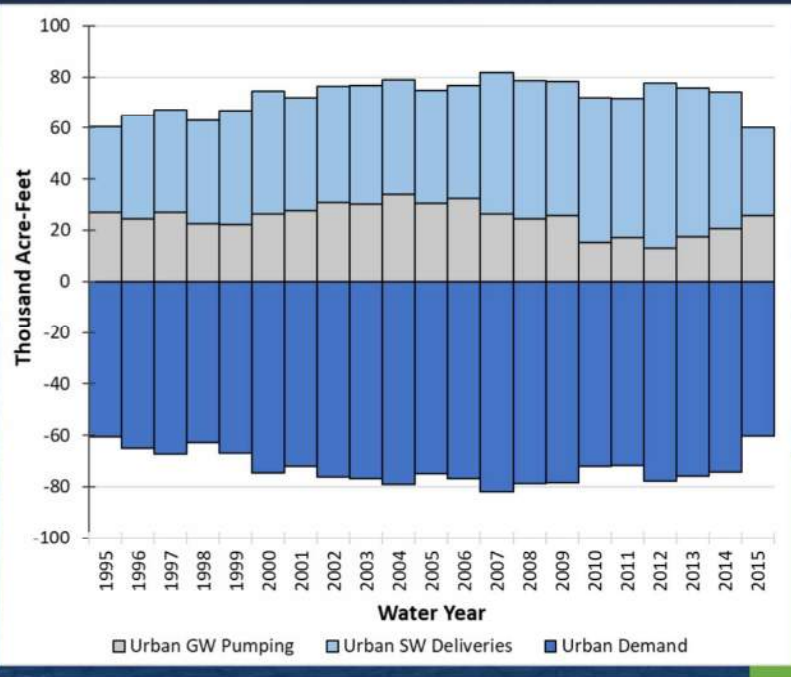 100
80
60
40
20
0
-20
-40
-60
-80
-100
Thousand Acre-Feet
1995 1996 1997 1998 1999 2000 2001 2002 2003 2004 2005 2006 2007 2008 2009 2010 2011 2012 2013 2014 2015
Water Year
Urban GW Pumping Urban SW Deliveries Urban Demand